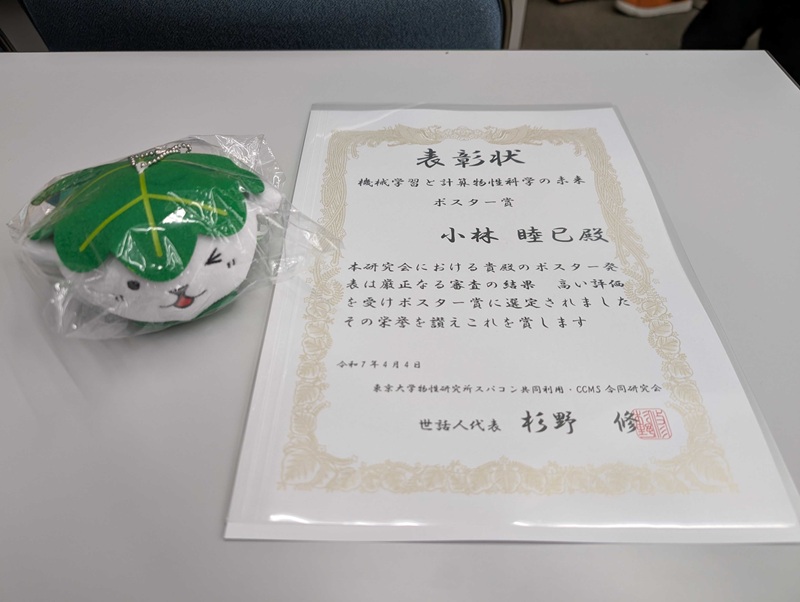 表彰状
機械学習と計算物性科学の未来
ポスター賞
小林 睦巳殿
本研究会における貴殿のポスター発
表は厳正なる審査の結果 高い評価
を受けポスター賞に選定されました
その栄誉を讃えこれを賞します
令和7年4月4日
東京大学物性研究所スパコン共同利用・CCMS合同研究会
世話人代表 杉野 修